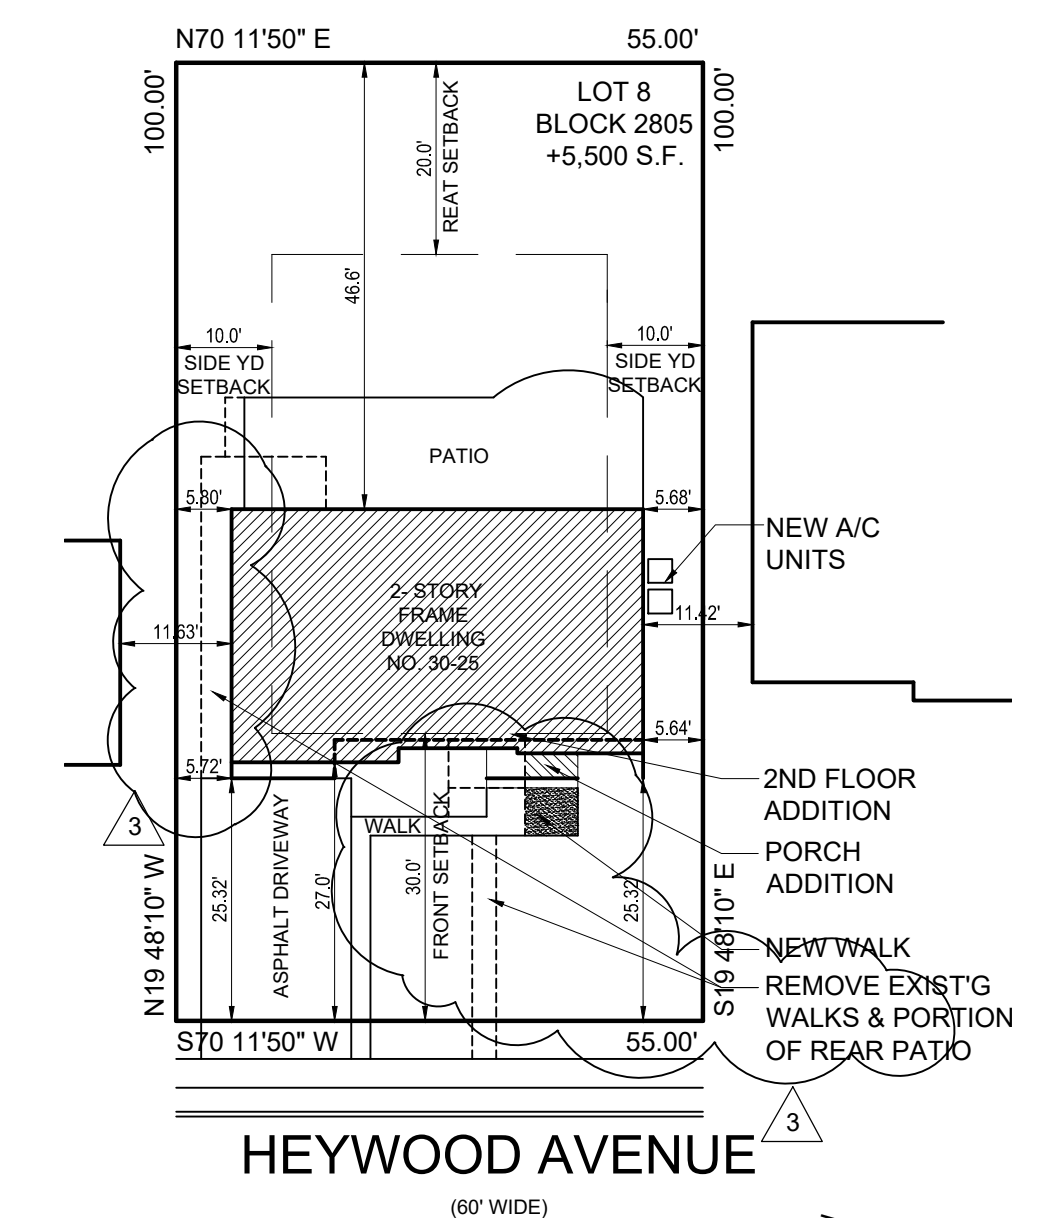 N70 11'50" E
55.00'
100.00'
100.00'
LOT 8
BLOCK 2805
+5,500 S.F.
20.0'
REAT SETBACK
46.6'
10.0'
SIDE YD
SETBACK
10.0'
SIDE YD
SETBACK
PATIO
5.80'
5.68'
NEW A/C
UNITS
2- STORY
FRAME
DWELLING
NO. 30-25
11.63'
11.42'
5.64'
5.72'
2ND FLOOR
ADDITION
3
WALK
PORCH
ADDITION
25.32'
ASPHALT DRIVEWAY
27.0'
30.0'
FRONT SETBACK
25.32'
N19 48'10" W
S19 48'10" E
NEW WALK
REMOVE EXIST'G
WALKS & PORTION
OF REAR PATIO
S70 11'50" W
55.00'
3
HEYWOOD AVENUE
(60' WIDE)